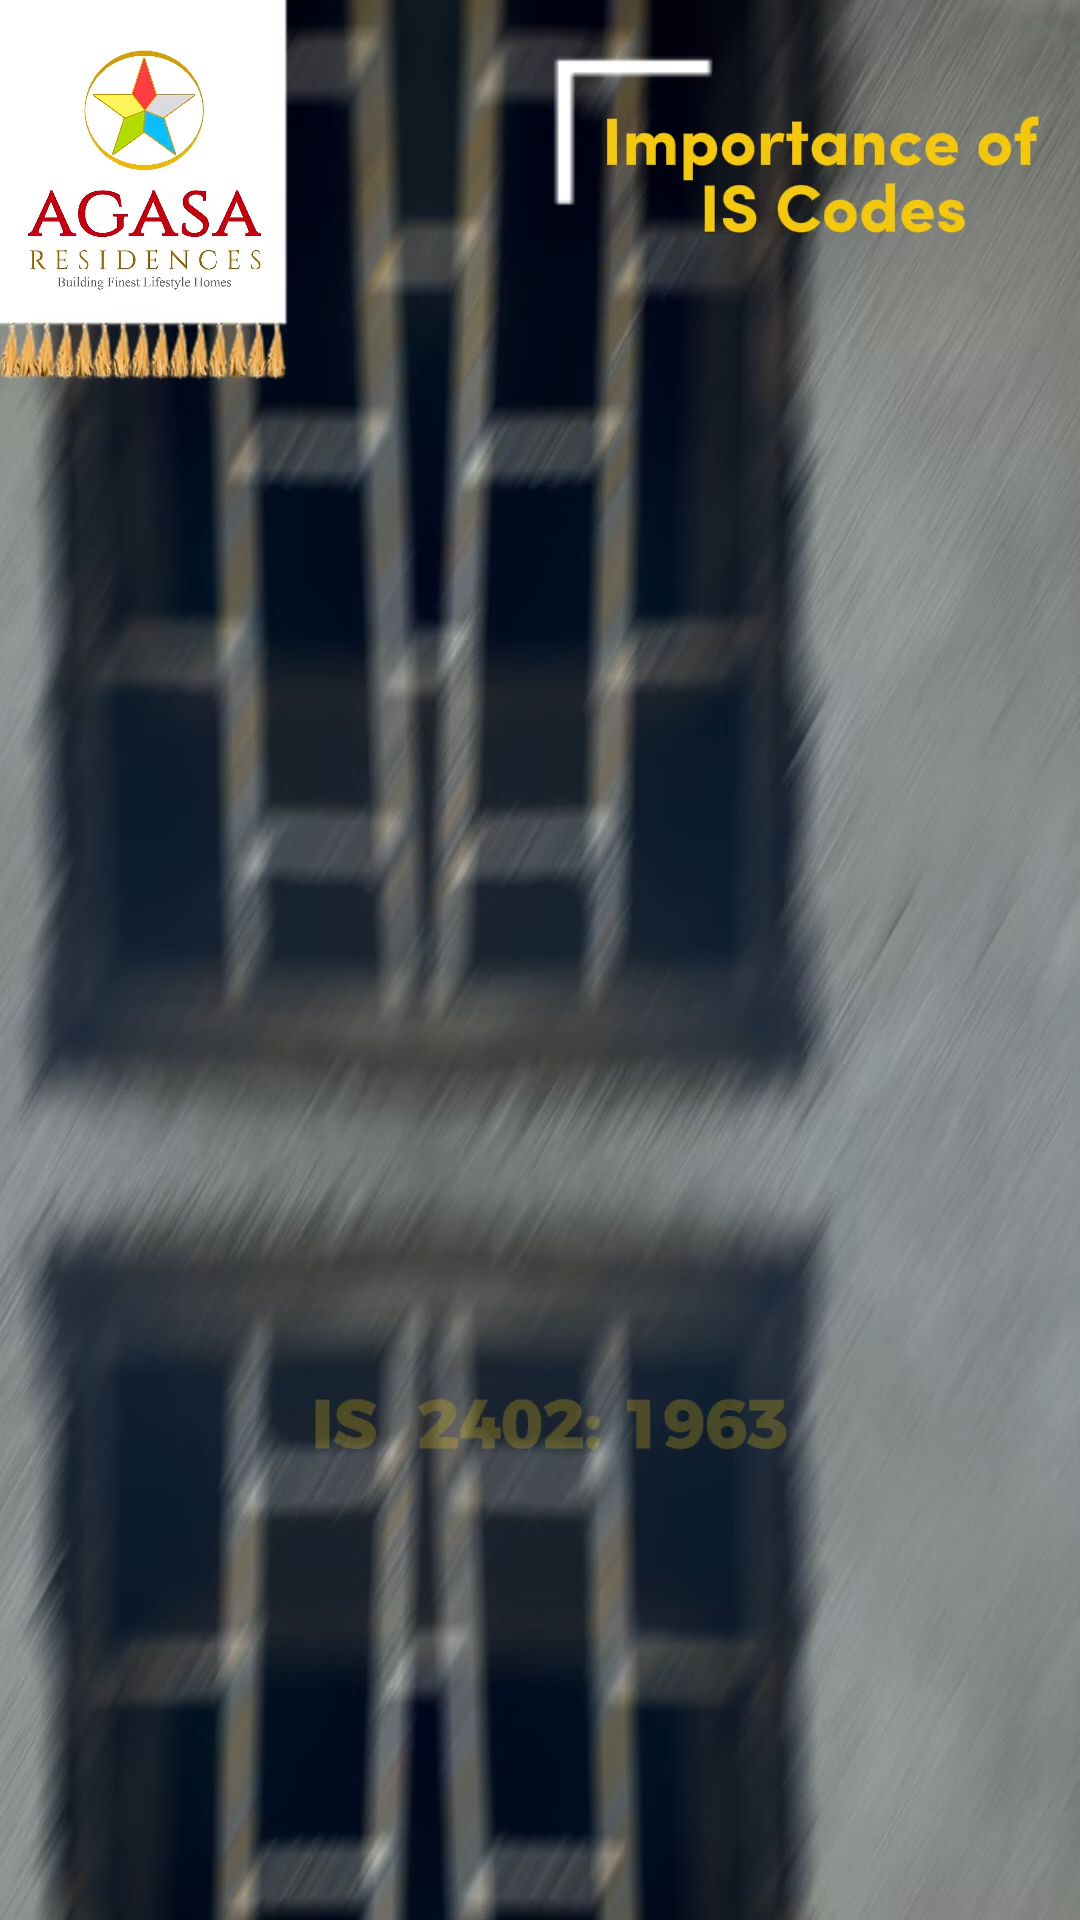 AGASA
RESIDENCES
Building Finest Lifestyle Homes
Importance of
IS Codes
IS 2402: 1963